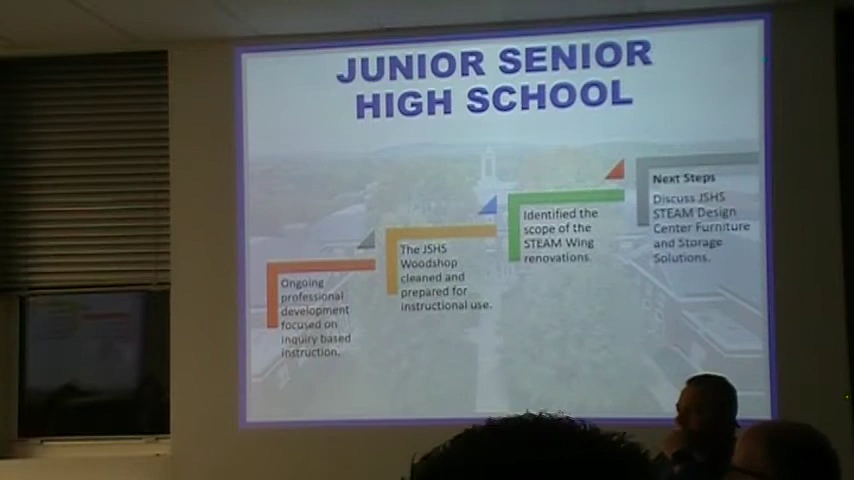 JUNIOR SENIOR
HIGH SCHOOL
Ongoing
professional
development
focused on
inquiry based
instruction.
The JSHS
Woodshop
cleaned and
prepared for
instructional use.
Identified the
scope of the
STEAM Wing
renovations.
Next Steps
Discuss JSHS
STEAM Design
Center Furniture
and Storage
Solutions.